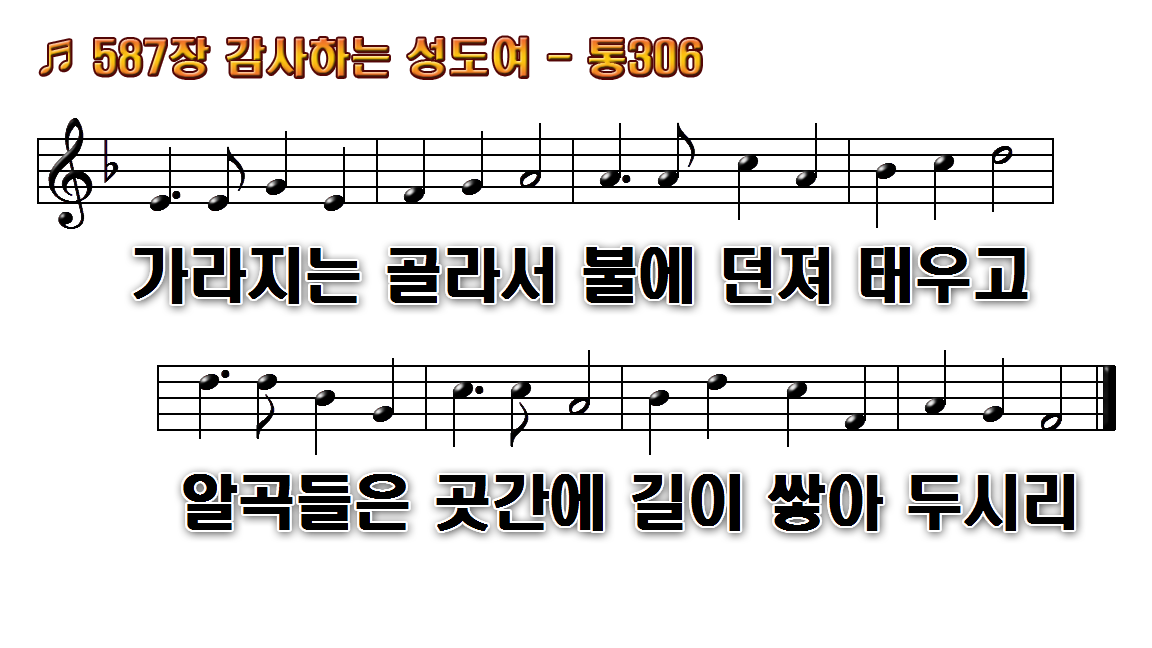 ♬ 587장 감사하는 성도여 - 통306
가라지는 골라서 불에 던져 태우고
알곡들은 곳간에 길이 쌓아 두시리